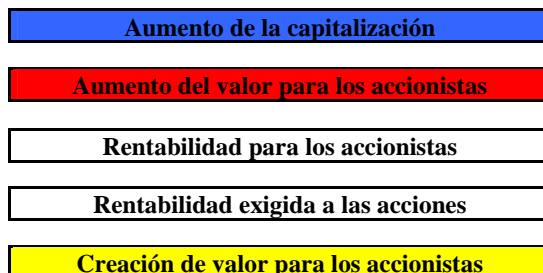 Aumento de la capitalización
Aumento del valor para los accionistas
Rentabilidad para los accionistas
Rentabilidad exigida a las acciones
Creación de valor para los accionistas